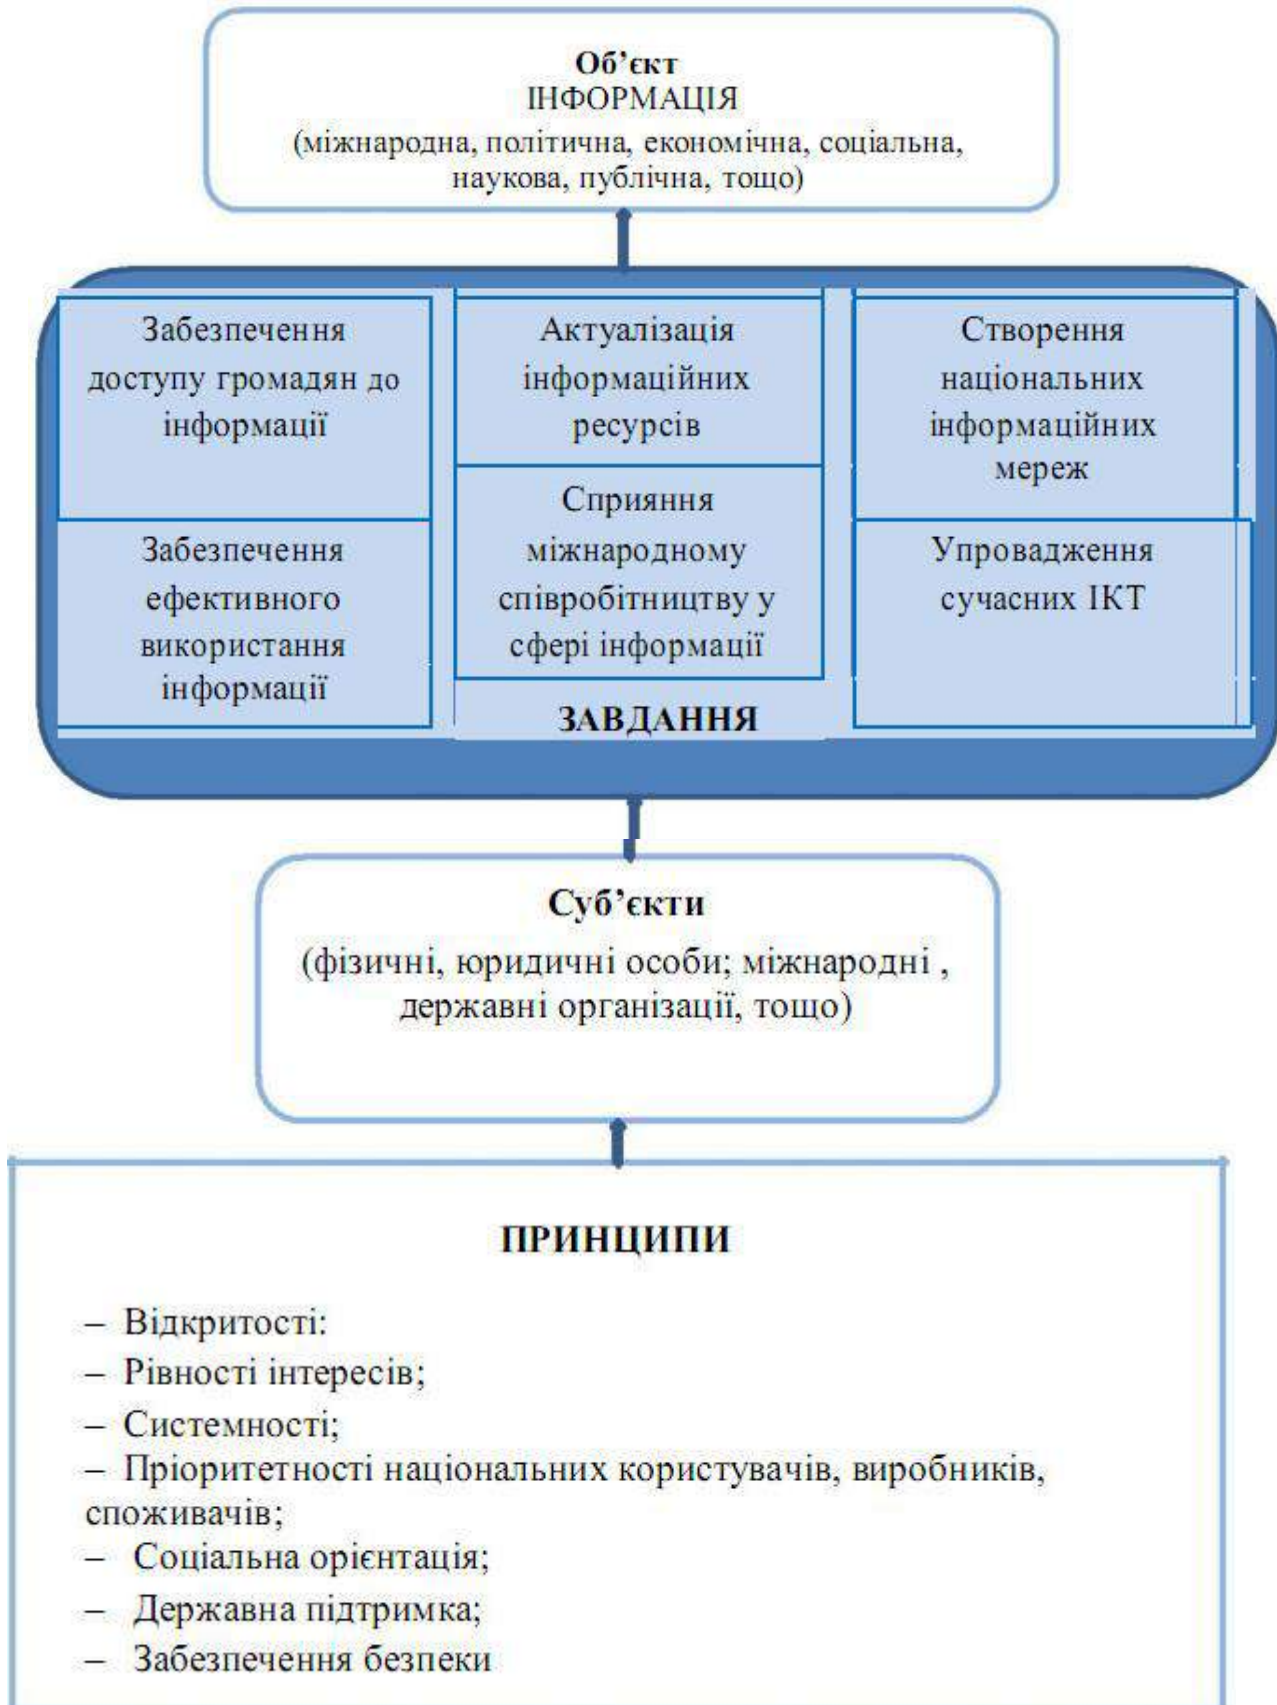 Об’єкт
ІНФОРМАЦІЯ
(міжнародна, політична, економічна, соціальна,
наукова, публічна, тощо)
Забезпечення
доступу громадян до
інформації
Забезпечення
ефективного
використання
інформації
Актуалізація
інформаційних
ресурсів
Сприяння
міжнародному
співробітництву у
сфері інформації
Створення
національних
інформаційних
мереж
Упровадження
сучасних ІКТ
ЗАВДАННЯ
Суб’єкти
(фізичні, юридичні особи; міжнародні ,
державні організації, тощо)
ПРИНЦИПИ
– Відкритості:
– Рівності інтересів;
– Системності;
– Пріоритетності національних користувачів, виробників,
споживачів;
– Соціальна орієнтація;
– Державна підтримка;
– Забезпечення безпеки